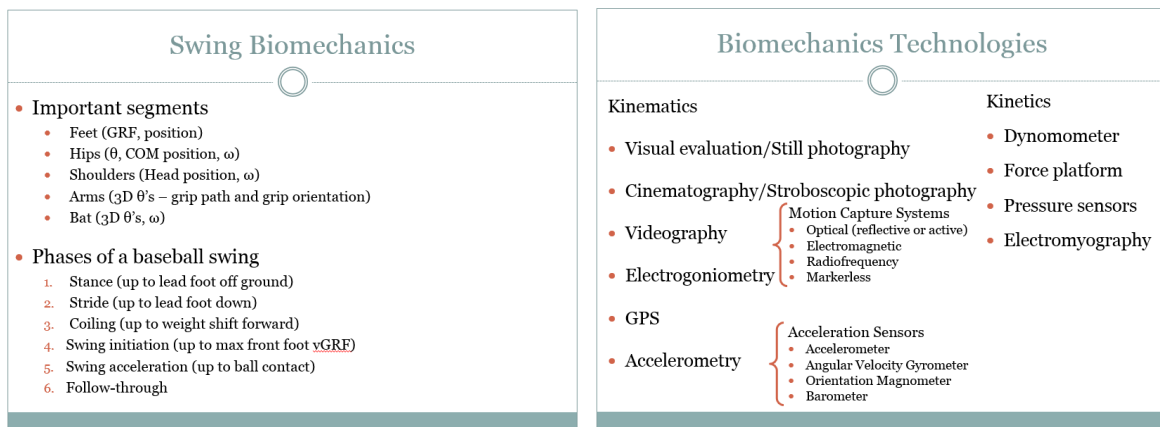 Swing Biomechanics
Important segments
Feet (GRF, position)
Hips (θ, COM position, ω)
Shoulders (Head position, ω)
Arms (3D θ's – grip path and grip orientation)
Bat (3D θ's, ω)
Phases of a baseball swing
1. Stance (up to lead foot off ground)
2. Stride (up to lead foot down)
3. Coiling (up to weight shift forward)
4. Swing initiation (up to max front foot vGRF)
5. Swing acceleration (up to ball contact)
6. Follow-through
Biomechanics Technologies
Kinematics
Visual evaluation/Still photography
Cinematography/Stroboscopic photography
Videography
Motion Capture Systems
Optical (reflective or active)
Electromagnetic
Radiofrequency
Markerless
Electrogoniometry
GPS
Accelerometry
Acceleration Sensors
Accelerometer
Angular Velocity Gyrometer
Orientation Magnometer
Barometer
Kinetics
Dynomometer
Force platform
Pressure sensors
Electromyography